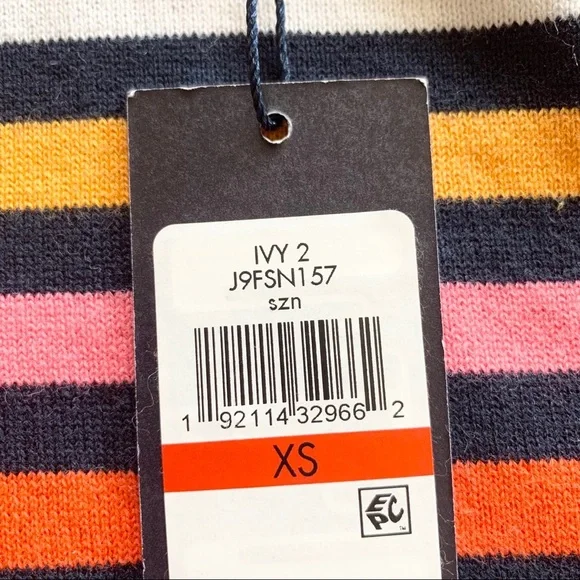 IVY 2
J9FSN157
szn
1 92114 32966 2
XS
EPC